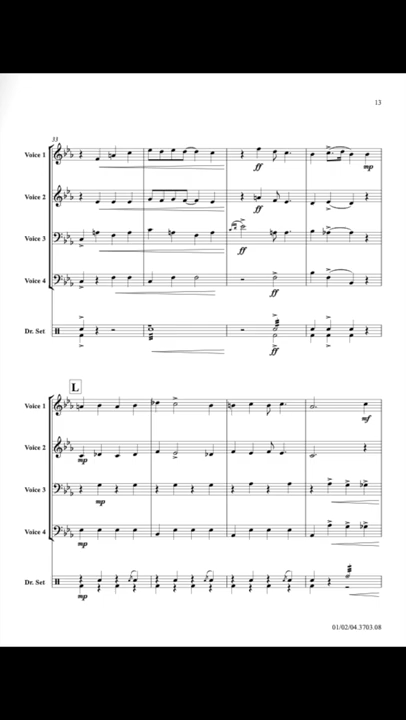 13
33
Voice 1
mp
ff
Voice 2
ff
Voice 3
ff
Voice 4
ff
Dr. Set
ff
L
Voice 1
mf
Voice 2
mp
Voice 3
mp
Voice 4
mp
Dr. Set
mp
01/02/04.3703.08